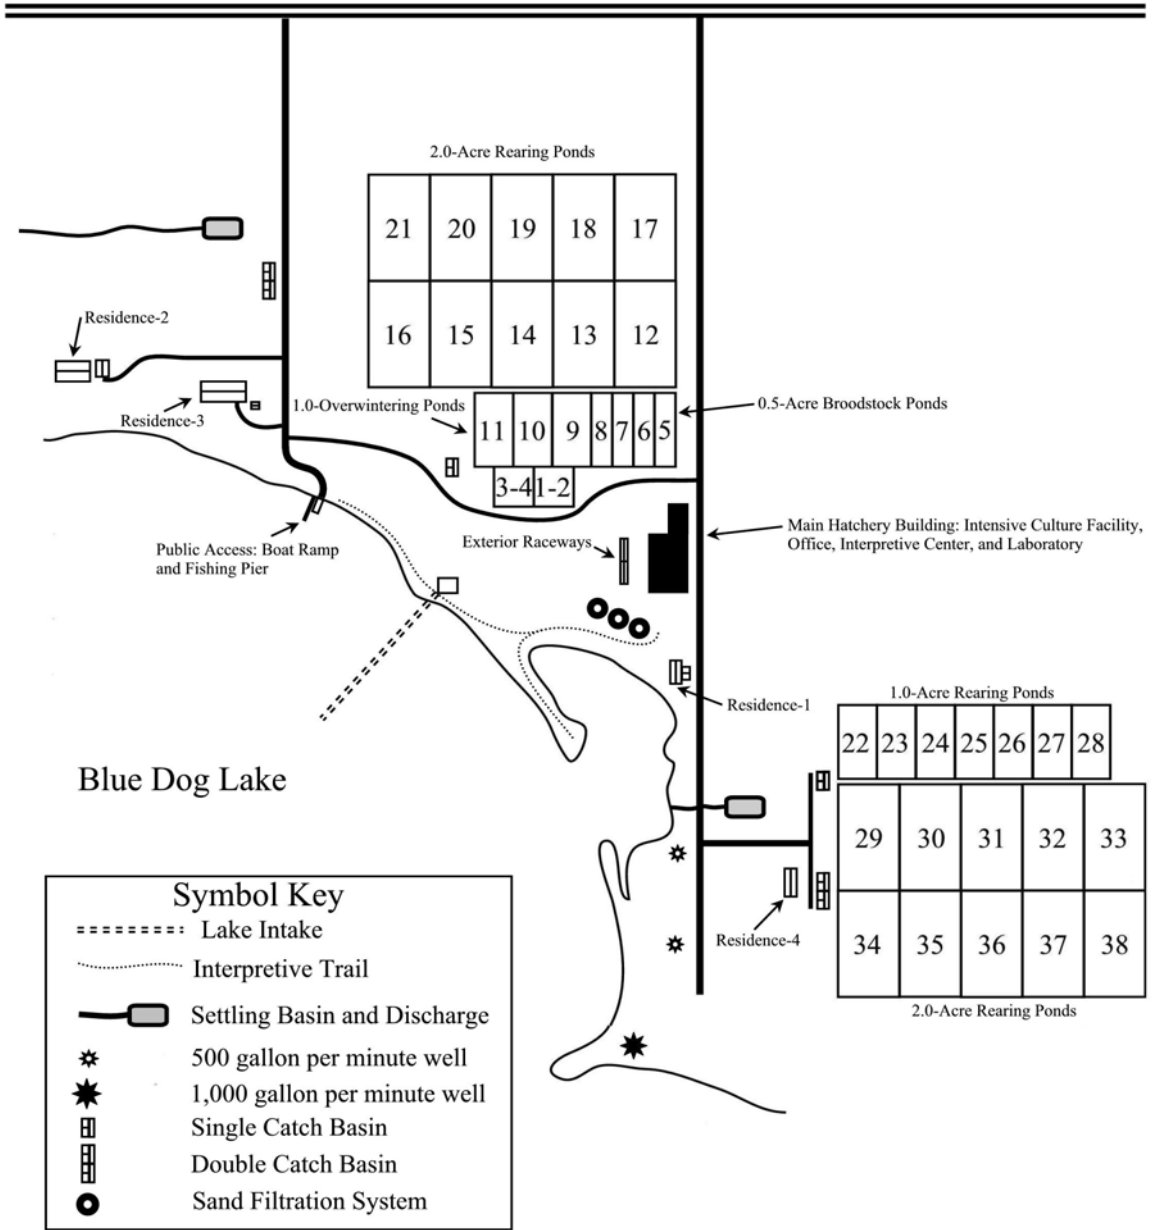 2.0-Acre Rearing Ponds
21 20 19 18 17
16 15 14 13 12
Residence-2
Residence-3
1.0-Overwintering Ponds
0.5-Acre Broodstock Ponds
11 10 9 8 7 6 5
3-4 1-2
Public Access: Boat Ramp
and Fishing Pier
Exterior Raceways
Main Hatchery Building: Intensive Culture Facility,
Office, Interpretive Center, and Laboratory
Residence-1
1.0-Acre Rearing Ponds
22 23 24 25 26 27 28
29 30 31 32 33
34 35 36 37 38
2.0-Acre Rearing Ponds
Residence-4
Blue Dog Lake
Symbol Key
Lake Intake
Interpretive Trail
Settling Basin and Discharge
500 gallon per minute well
1,000 gallon per minute well
Single Catch Basin
Double Catch Basin
Sand Filtration System